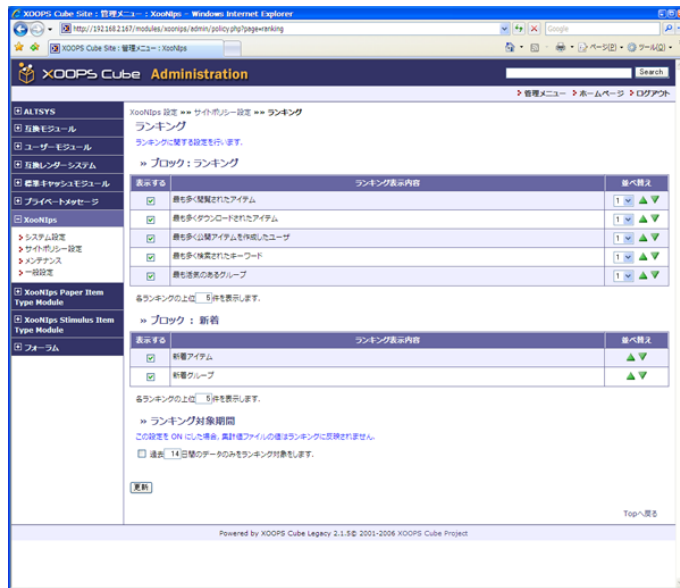 XOOPS Cube Site : 管理メニュー : XooNIps - Windows Internet Explorer
http://192.168.2.167/modules/xoonips/admin/policy.php?page=ranking
Google
XOOPS Cube Site : 管理メニュー : XooNIps
ページ(P)
ツール(O)
XOOPS Cube Administration
Search
管理メニュー ホームページ ログアウト
ALTSYS
互換モジュール
ユーザーモジュール
互換レンダーシステム
標準キャッシュモジュール
プライベートメッセージ
XooNIps
システム設定
サイトポリシー設定
メンテナンス
一般設定
XooNIps Paper Item Type Module
XooNIps Stimulus Item Type Module
フォーラム
XooNIps 設定 »» サイトポリシー設定 »» ランキング
ランキング
ランキングに関する設定を行います.
» ブロック : ランキング
表示する ランキング表示内容 並べ替え
最も多く閲覧されたアイテム 1
最も多くダウンロードされたアイテム 1
最も多く公開アイテムを作成したユーザ 1
最も多く検索されたキーワード 1
最も活気のあるグループ 1
各ランキングの上位 5 件を表示します.
» ブロック : 新着
表示する ランキング表示内容 並べ替え
新着アイテム
新着グループ
各ランキングの上位 5 件を表示します.
» ランキング対象期間
この設定を ON にした場合, 集計値ファイルの値はランキングに反映されません.
過去 14 日間のデータのみをランキング対象をします.
更新
Topへ戻る
Powered by XOOPS Cube Legacy 2.1.5© 2001-2006 XOOPS Cube Project